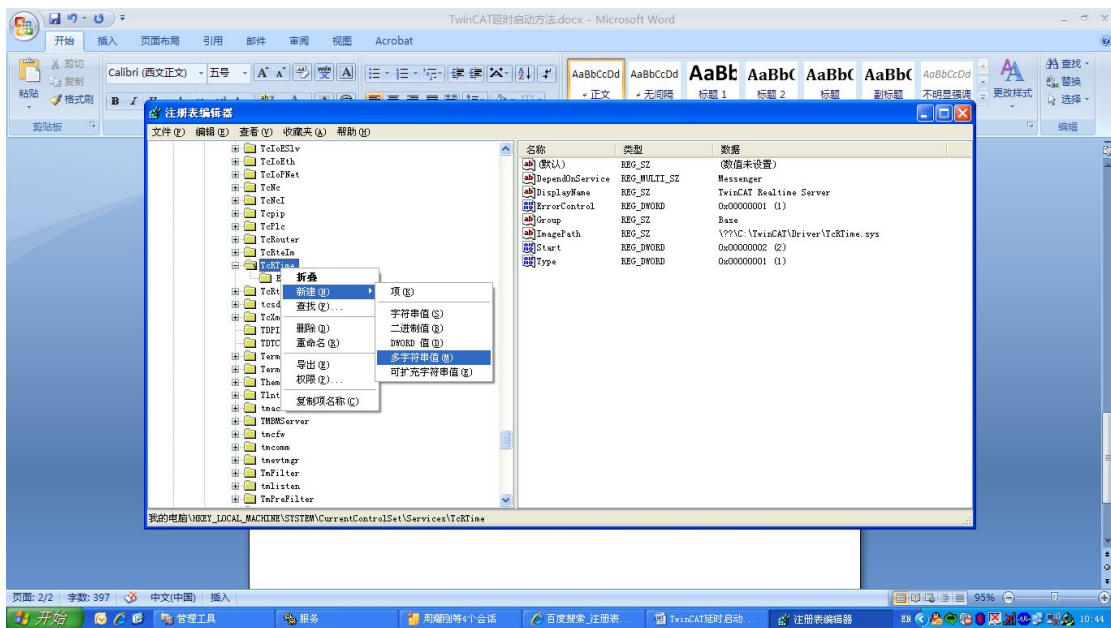 TwinCAT延时启动方法.docx - Microsoft Word
开始 插入 页面布局 引用 邮件 审阅 视图 Acrobat
粘贴
剪切
复制
格式刷
剪贴板
Calibri (西文正文) 五号
AaBbCcDd AaBbCcDd AaBb AaBbC AaBbC AaBbC AaBbCcDd
正文 无间隔 标题 1 标题 2 标题 副标题 不明显强调
更改样式
查找
替换
选择
编辑
注册表编辑器
文件(F) 编辑(E) 查看(V) 收藏夹(A) 帮助(H)
TcIoESlv
TcIoEth
TcIoPNet
TcNc
TcNcI
Tcpip
TcPlc
TcRouter
TcRteIm
TcRTime
TcRt
tcsd
TcXm
TDPI
TDTC
Term
Term
Them
Tlnt
tmac
TMBMServer
tmcfw
tmcomm
tmevtmgr
TmFilter
tmlisten
TmPreFilter
折叠
新建(N)
查找(F)...
删除(D)
重命名(R)
导出(E)
权限(P)...
复制项名称(C)
项(K)
字符串值(S)
二进制值(B)
DWORD 值(D)
多字符串值(M)
可扩充字符串值(E)
名称 类型 数据
(默认) REG_SZ (数值未设置)
DependOnService REG_MULTI_SZ Messenger
DisplayName REG_SZ TwinCAT Realtime Server
ErrorControl REG_DWORD 0x00000001 (1)
Group REG_SZ Base
ImagePath REG_SZ \??\C:\TwinCAT\Driver\TcRTime.sys
Start REG_DWORD 0x00000002 (2)
Type REG_DWORD 0x00000001 (1)
我的电脑\HKEY_LOCAL_MACHINE\SYSTEM\CurrentControlSet\Services\TcRTime
页面: 2/2 字数: 397 中文(中国) 插入 95%
开始 管理工具 服务 周耀刚等4个会话 百度搜索_注册表... TwinCAT延时启动... 注册表编辑器 EN 10:44